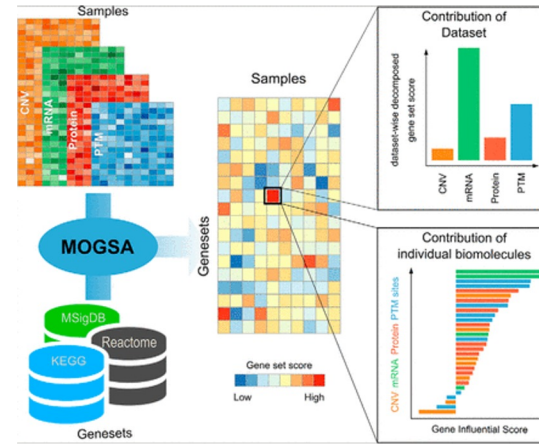 Samples
CNV
mRNA
Protein
PTM
MOGSA
MSigDB
Reactome
KEGG
Genesets
Samples
Genesets
Gene set score
Low
High
Contribution of
Dataset
dataset-wise decomposed
gene set score
CNV
mRNA
Protein
PTM
Contribution of
individual biomolecules
CNV mRNA Protein PTM sites
Gene Influential Score